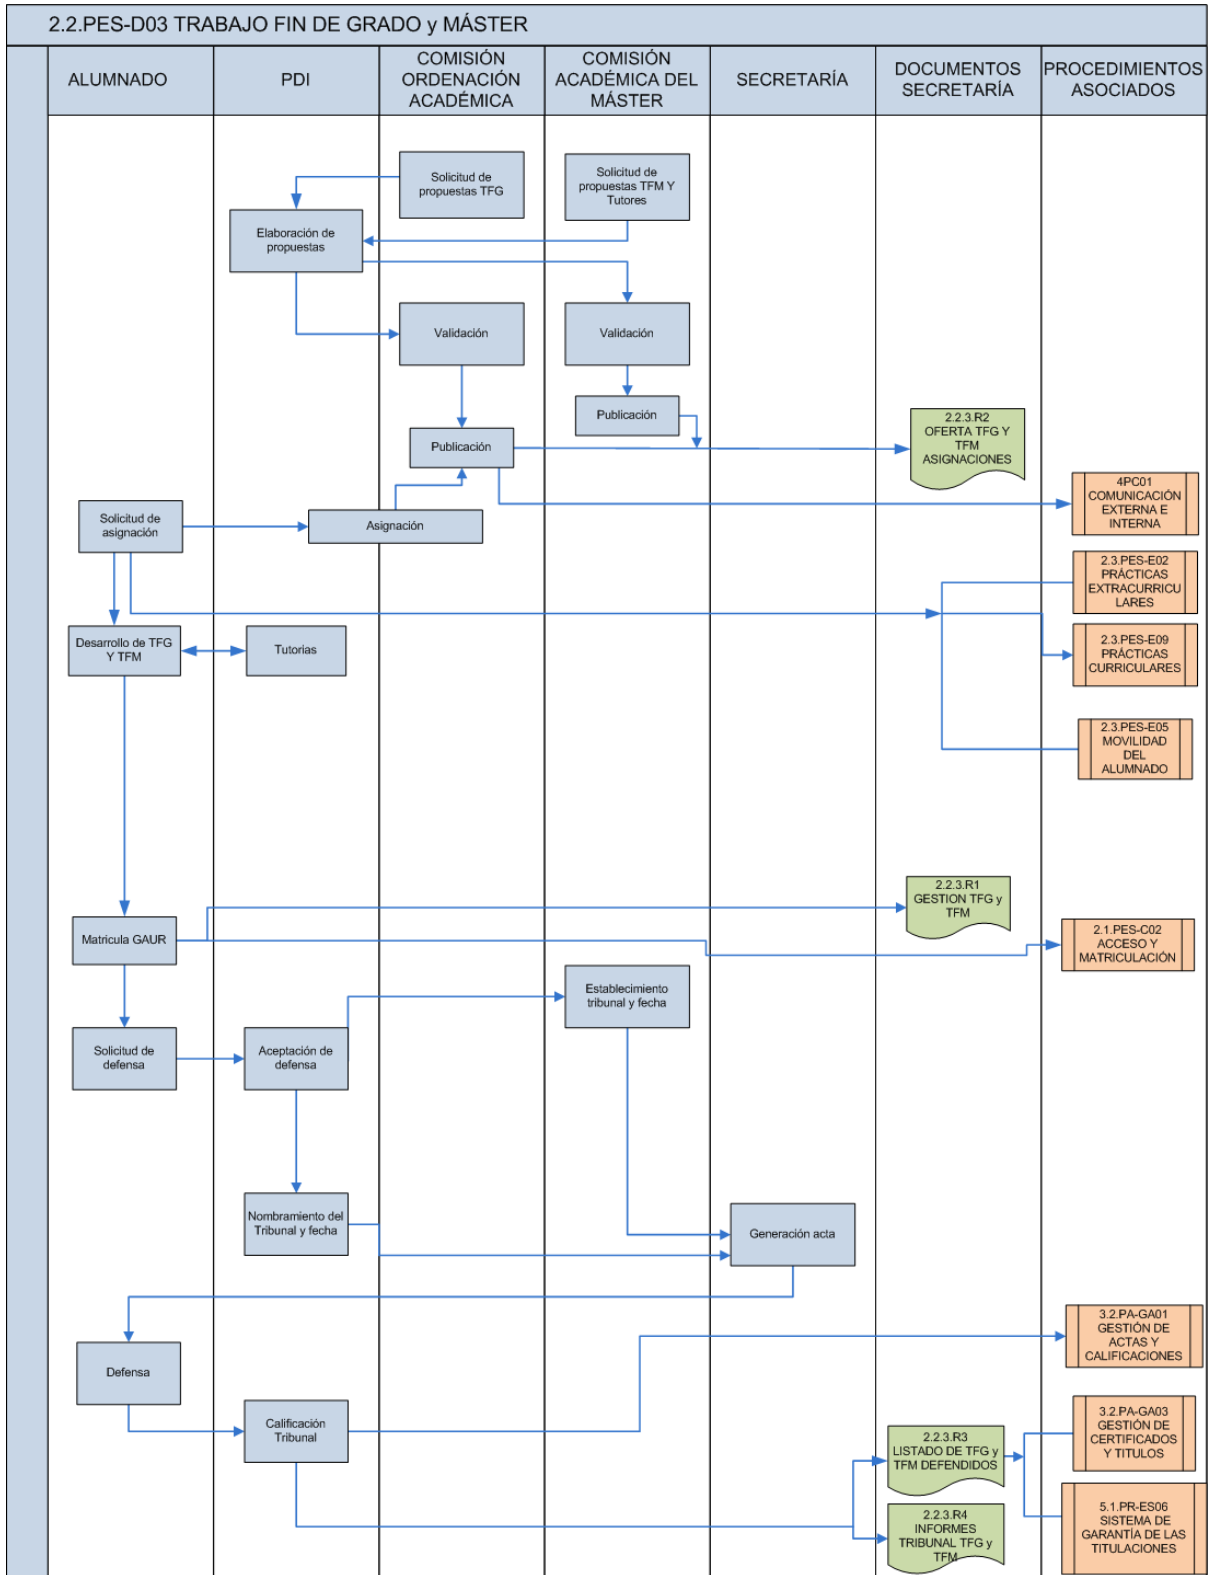 2.2.PES-D03 TRABAJO FIN DE GRADO y MÁSTER
ALUMNADO
PDI
COMISIÓN
ORDENACIÓN
ACADÉMICA
COMISIÓN
ACADÉMICA DEL
MÁSTER
SECRETARÍA
DOCUMENTOS
SECRETARÍA
PROCEDIMIENTOS
ASOCIADOS
Solicitud de
propuestas TFG
Solicitud de
propuestas TFM Y
Tutores
Elaboración de
propuestas
Validación
Validación
Publicación
Publicación
2.2.3.R2
OFERTA TFG Y
TFM
ASIGNACIONES
4PC01
COMUNICACIÓN
EXTERNA E
INTERNA
Solicitud de
asignación
Asignación
2.3.PES-E02
PRÁCTICAS
EXTRACURRICU
LARES
Desarrollo de TFG
Y TFM
Tutorias
2.3.PES-E09
PRÁCTICAS
CURRICULARES
2.3.PES-E05
MOVILIDAD
DEL
ALUMNADO
2.2.3.R1
GESTION TFG y
TFM
Matricula GAUR
2.1.PES-C02
ACCESO Y
MATRICULACIÓN
Establecimiento
tribunal y fecha
Solicitud de
defensa
Aceptación de
defensa
Nombramiento del
Tribunal y fecha
Generación acta
3.2.PA-GA01
GESTIÓN DE
ACTAS Y
CALIFICACIONES
Defensa
Calificación
Tribunal
3.2.PA-GA03
GESTIÓN DE
CERTIFICADOS
Y TITULOS
2.2.3.R3
LISTADO DE TFG y
TFM DEFENDIDOS
2.2.3.R4
INFORMES
TRIBUNAL TFG y
TFM
5.1.PR-ES06
SISTEMA DE
GARANTÍA DE LAS
TITULACIONES